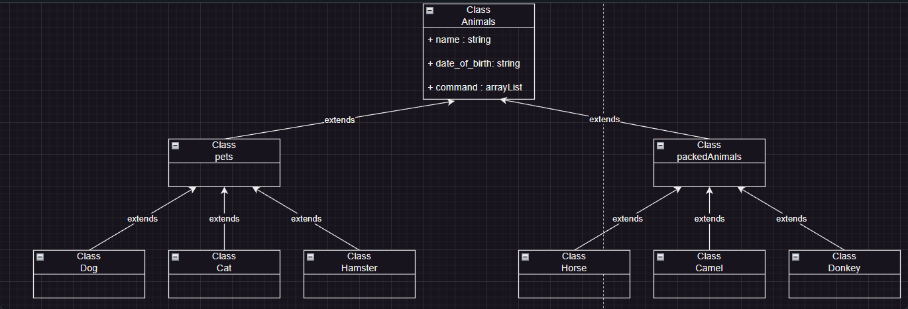 Class
Animals
+ name : string
+ date_of_birth: string
+ command : arrayList
extends
extends
Class
pets
Class
packedAnimals
extends
extends
extends
extends
extends
extends
Class
Dog
Class
Cat
Class
Hamster
Class
Horse
Class
Camel
Class
Donkey